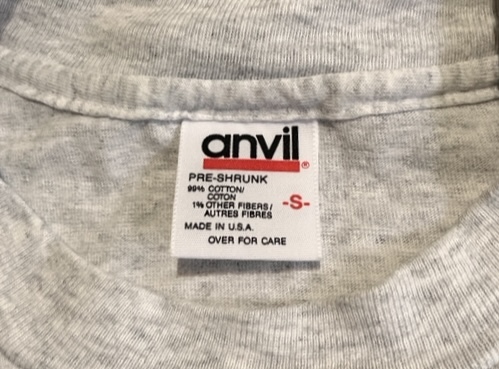 anvil®
PRE-SHRUNK
99% COTTON/
COTON
1% OTHER FIBERS/
AUTRES FIBRES
-S-
MADE IN U.S.A.
OVER FOR CARE